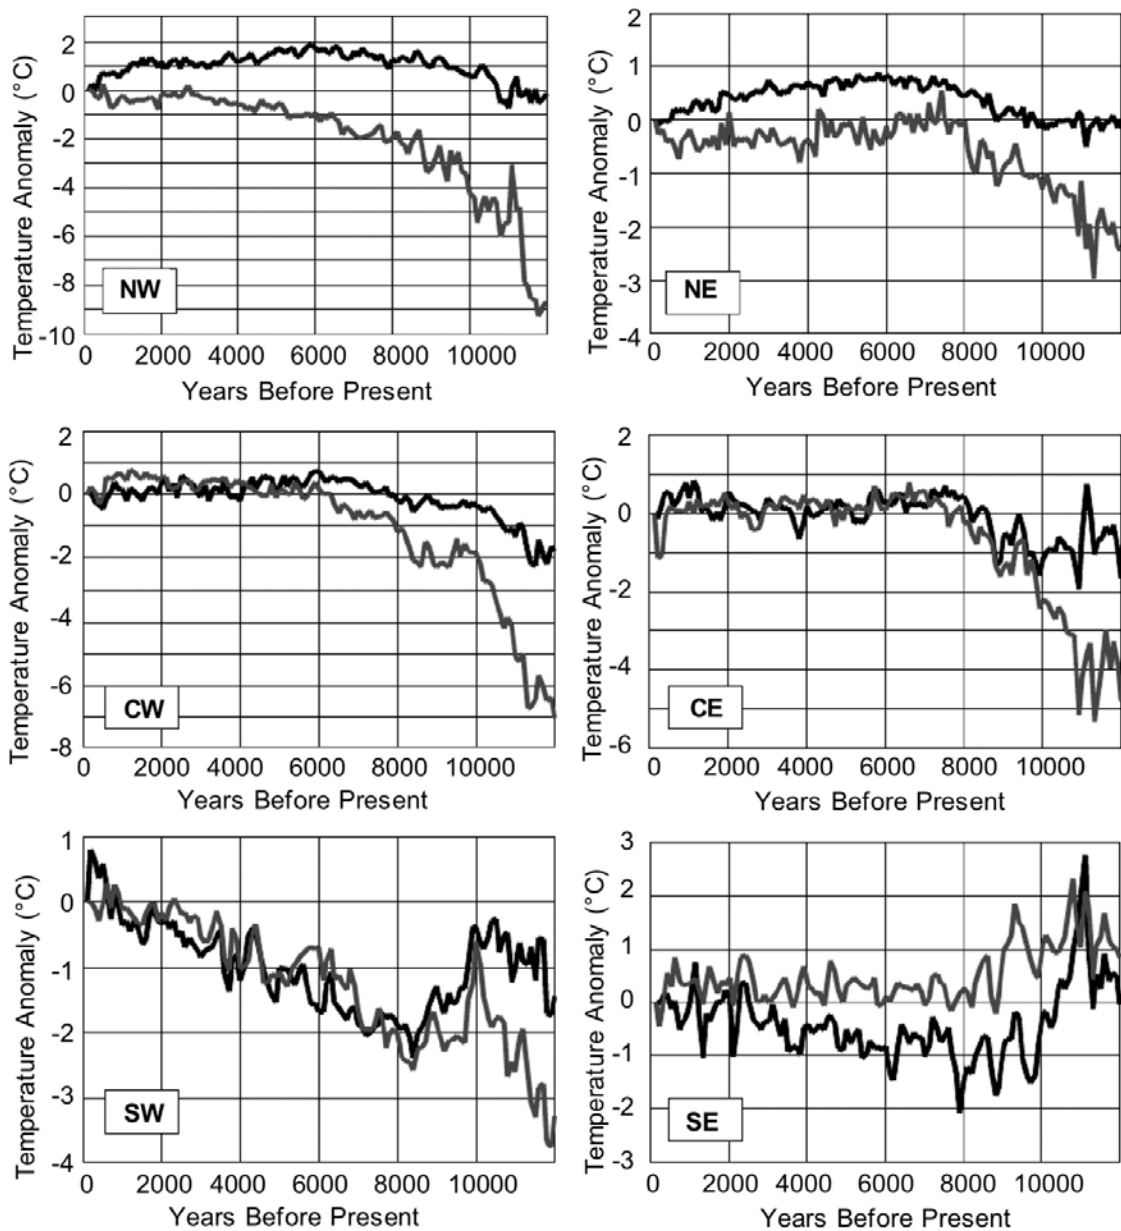 2
0
-2
-4
-6
-8
-10
Temperature Anomaly (°C)
NW
0 2000 4000 6000 8000 10000
Years Before Present
2
1
0
-1
-2
-3
-4
Temperature Anomaly (°C)
NE
0 2000 4000 6000 8000 10000
Years Before Present
2
0
-2
-4
-6
-8
Temperature Anomaly (°C)
CW
0 2000 4000 6000 8000 10000
Years Before Present
2
0
-2
-4
-6
Temperature Anomaly (°C)
CE
0 2000 4000 6000 8000 10000
Years Before Present
1
0
-1
-2
-3
-4
Temperature Anomaly (°C)
SW
0 2000 4000 6000 8000 10000
Years Before Present
3
2
1
0
-1
-2
-3
Temperature Anomaly (°C)
SE
0 2000 4000 6000 8000 10000
Years Before Present